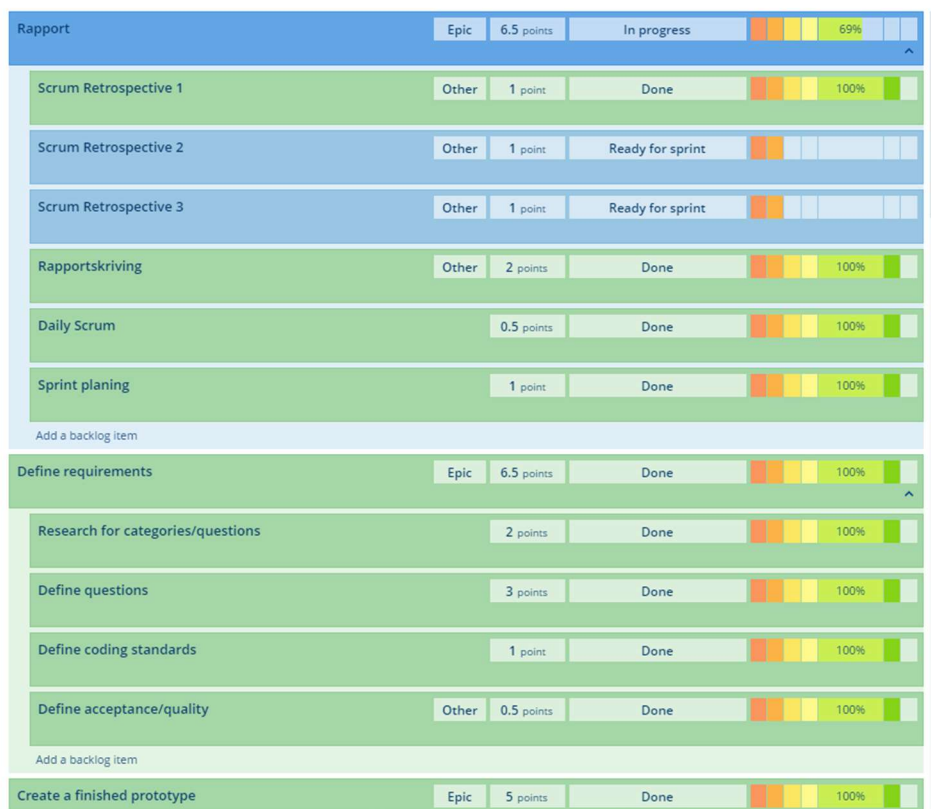 Rapport Epic 6.5 points In progress 69%
Scrum Retrospective 1 Other 1 point Done 100%
Scrum Retrospective 2 Other 1 point Ready for sprint
Scrum Retrospective 3 Other 1 point Ready for sprint
Rapportskriving Other 2 points Done 100%
Daily Scrum 0.5 points Done 100%
Sprint planing 1 point Done 100%
Add a backlog item
Define requirements Epic 6.5 points Done 100%
Research for categories/questions 2 points Done 100%
Define questions 3 points Done 100%
Define coding standards 1 point Done 100%
Define acceptance/quality Other 0.5 points Done 100%
Add a backlog item
Create a finished prototype Epic 5 points Done 100%